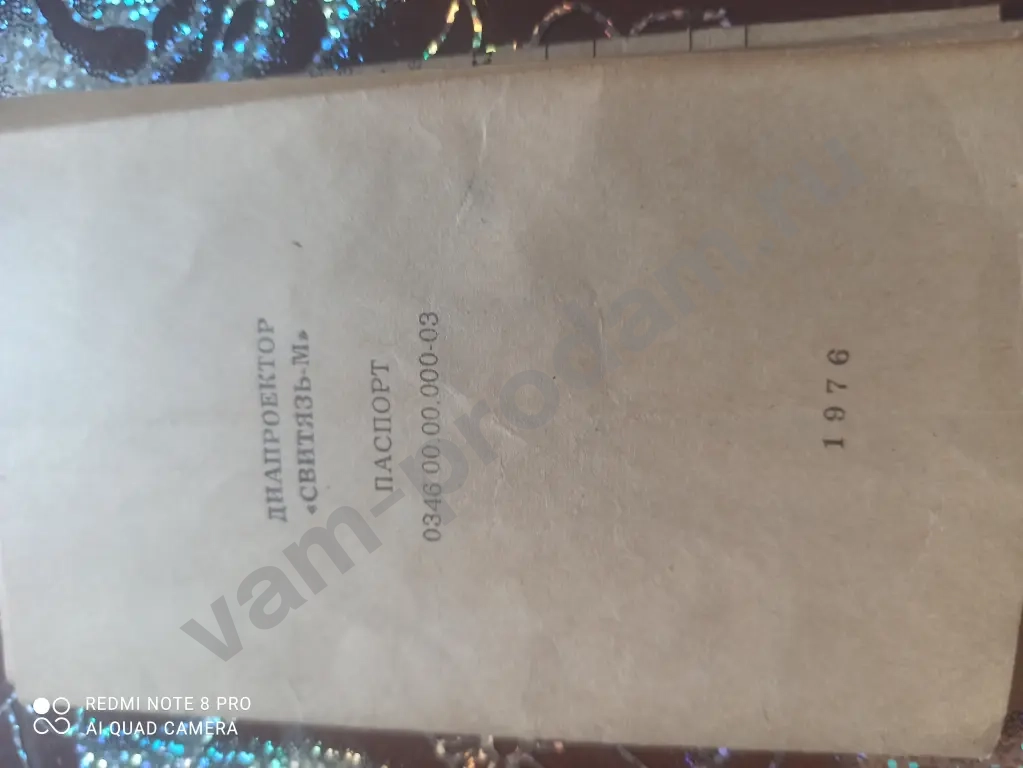 ДИАПРОЕКТОР
«СВИТЯЗЬ-М»
ПАСПОРТ
0346 00 00.000-03
1976
vam-prodam.ru
REDMI NOTE 8 PRO
AI QUAD CAMERA